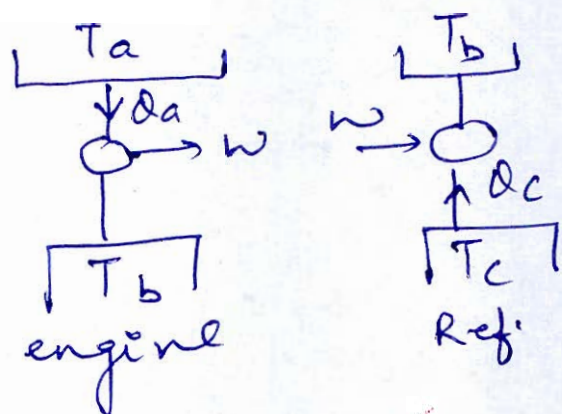 Ta Tb
Qa
W W
Qc
Tb Tc
engine Ref.